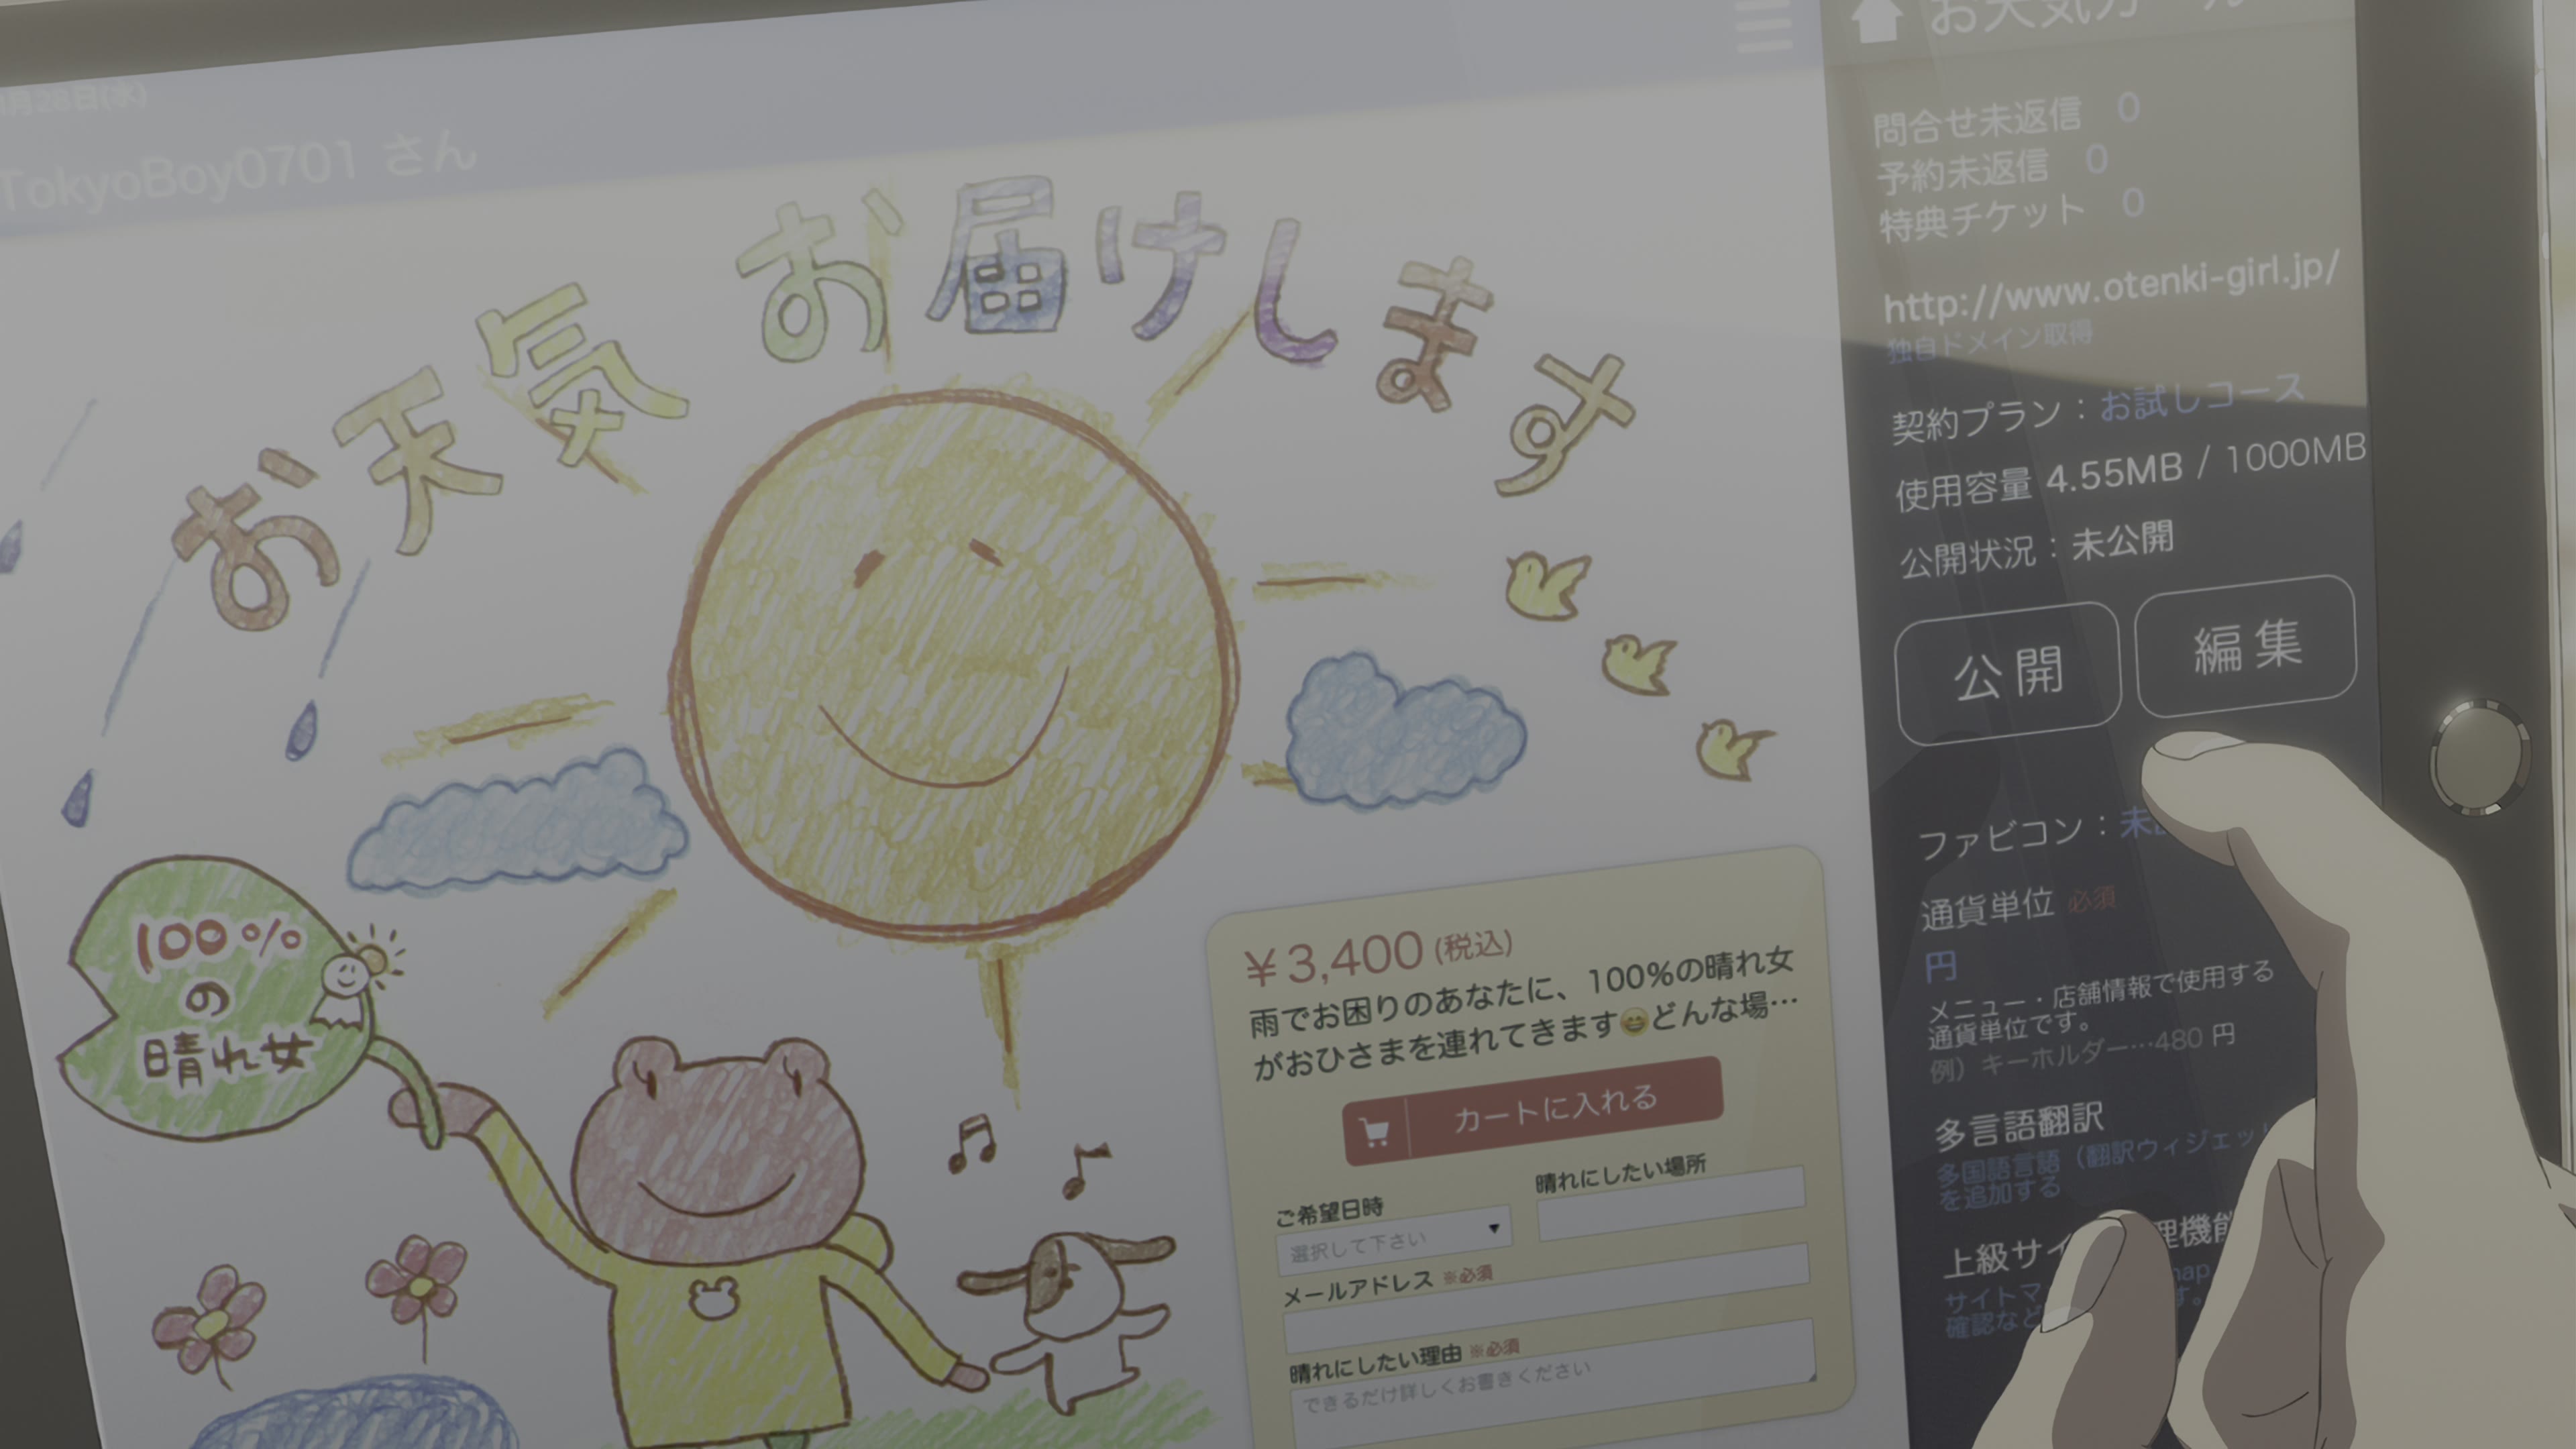 月28日(水)
TokyoBoy0701 さん
お天気 お届けします
100%
の
晴れ女
¥3,400 (税込)
雨でお困りのあなたに、100%の晴れ女
がおひさまを連れてきます😄どんな場…
カートに入れる
ご希望日時
選択して下さい
晴れにしたい場所
メールアドレス ※必須
晴れにしたい理由 ※必須
できるだけ詳しくお書きください
お天気ガール
問合せ未返信 0
予約未返信 0
特典チケット 0
http://www.otenki-girl.jp/
独自ドメイン取得
契約プラン：お試しコース
使用容量 4.55MB / 1000MB
公開状況：未公開
公開
編集
ファビコン：未
通貨単位 必須
円
メニュー・店舗情報で使用する
通貨単位です。
例）キーホルダー…480 円
多言語翻訳
多国語言語（翻訳ウィジェット
を追加する
上級サイ 理機能
サイトマ map
確認など す。